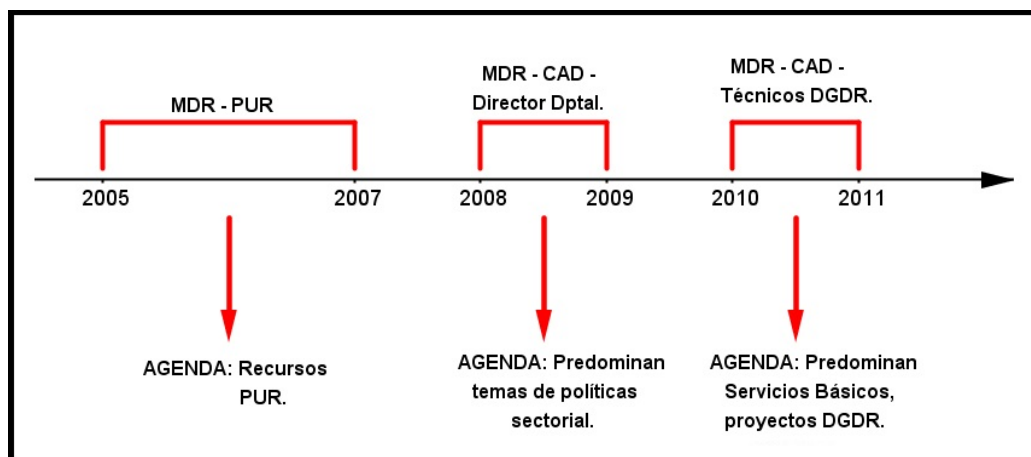 MDR - PUR
MDR - CAD -
Director Dptal.
MDR - CAD -
Técnicos DGDR.
2005
2007
2008
2009
2010
2011
AGENDA: Recursos
PUR.
AGENDA: Predominan
temas de políticas
sectorial.
AGENDA: Predominan
Servicios Básicos,
proyectos DGDR.